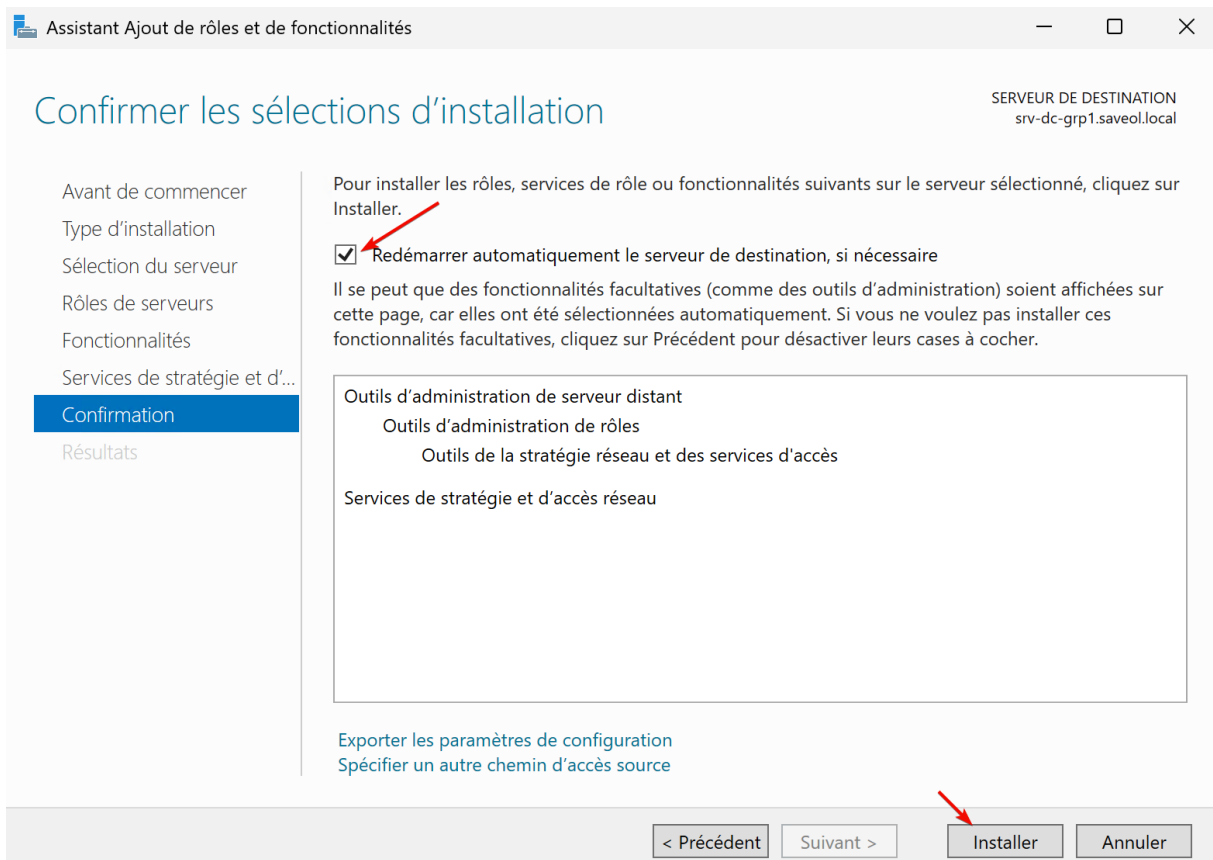 Assistant Ajout de rôles et de fonctionnalités
Confirmer les sélections d’installation
SERVEUR DE DESTINATION
srv-dc-grp1.saveol.local
Avant de commencer
Type d’installation
Sélection du serveur
Rôles de serveurs
Fonctionnalités
Services de stratégie et d’...
Confirmation
Résultats
Pour installer les rôles, services de rôle ou fonctionnalités suivants sur le serveur sélectionné, cliquez sur
Installer.
Redémarrer automatiquement le serveur de destination, si nécessaire
Il se peut que des fonctionnalités facultatives (comme des outils d’administration) soient affichées sur
cette page, car elles ont été sélectionnées automatiquement. Si vous ne voulez pas installer ces
fonctionnalités facultatives, cliquez sur Précédent pour désactiver leurs cases à cocher.
Outils d’administration de serveur distant
Outils d’administration de rôles
Outils de la stratégie réseau et des services d'accès
Services de stratégie et d’accès réseau
Exporter les paramètres de configuration
Spécifier un autre chemin d’accès source
< Précédent
Suivant >
Installer
Annuler